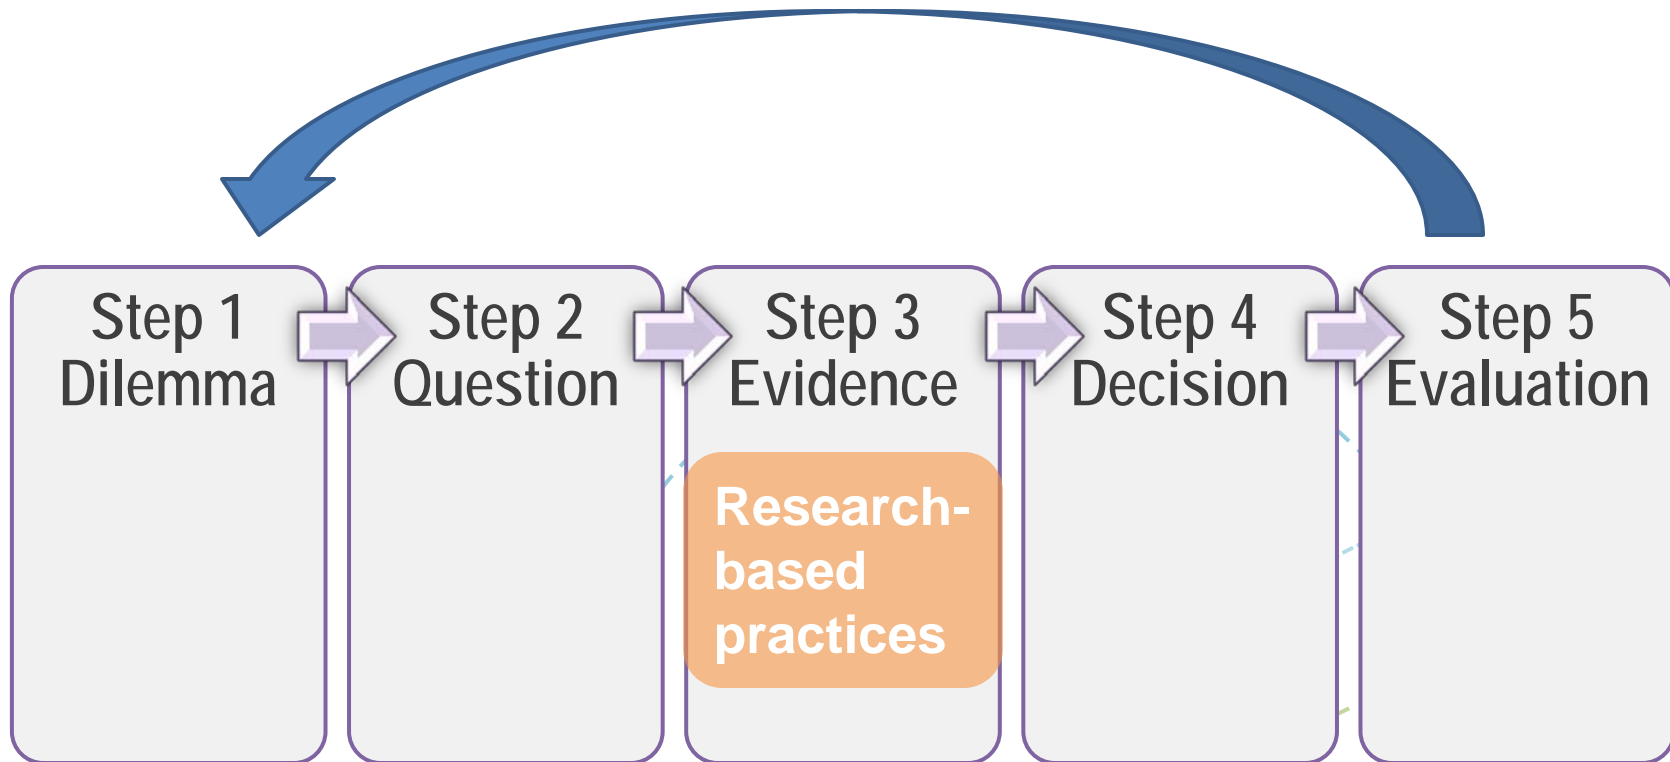 Step 1
Dilemma
Step 2
Question
Step 3
Evidence
Research-
based
practices
Step 4
Decision
Step 5
Evaluation